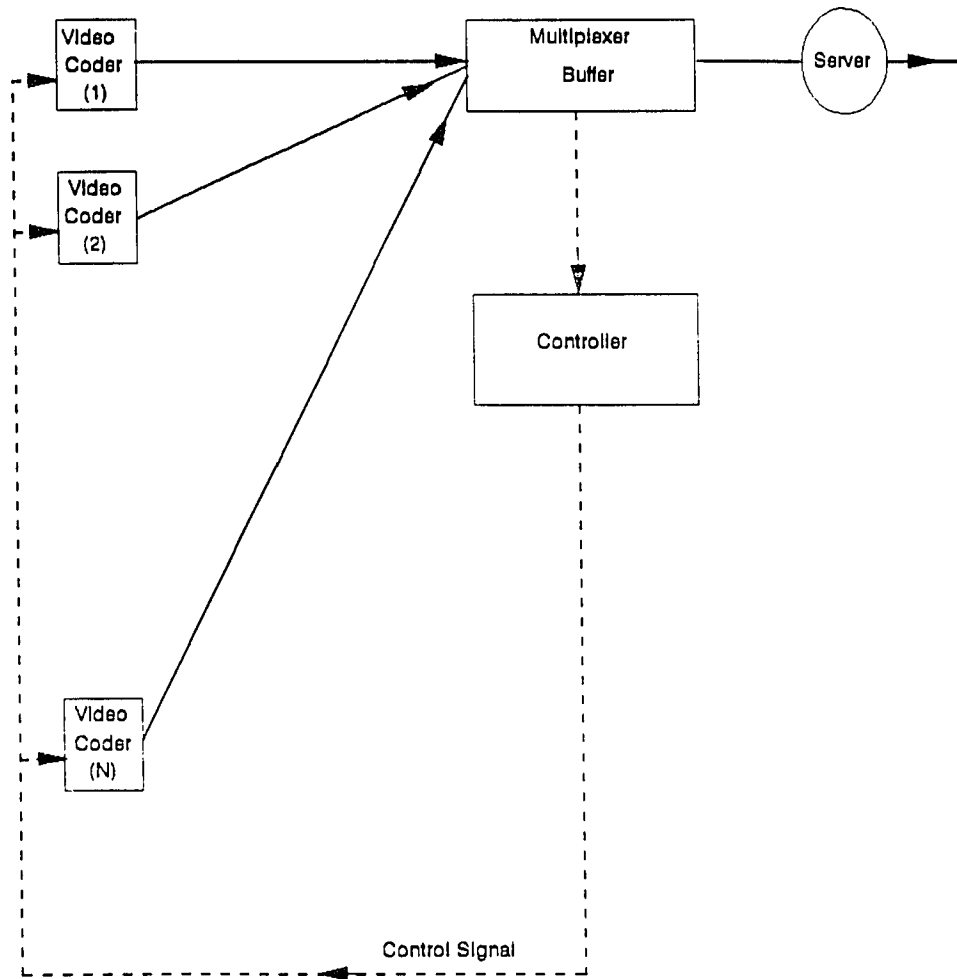 Video
Coder
(1)
Multiplexer
Buffer
Server
Video
Coder
(2)
Controller
Video
Coder
(N)
Control Signal